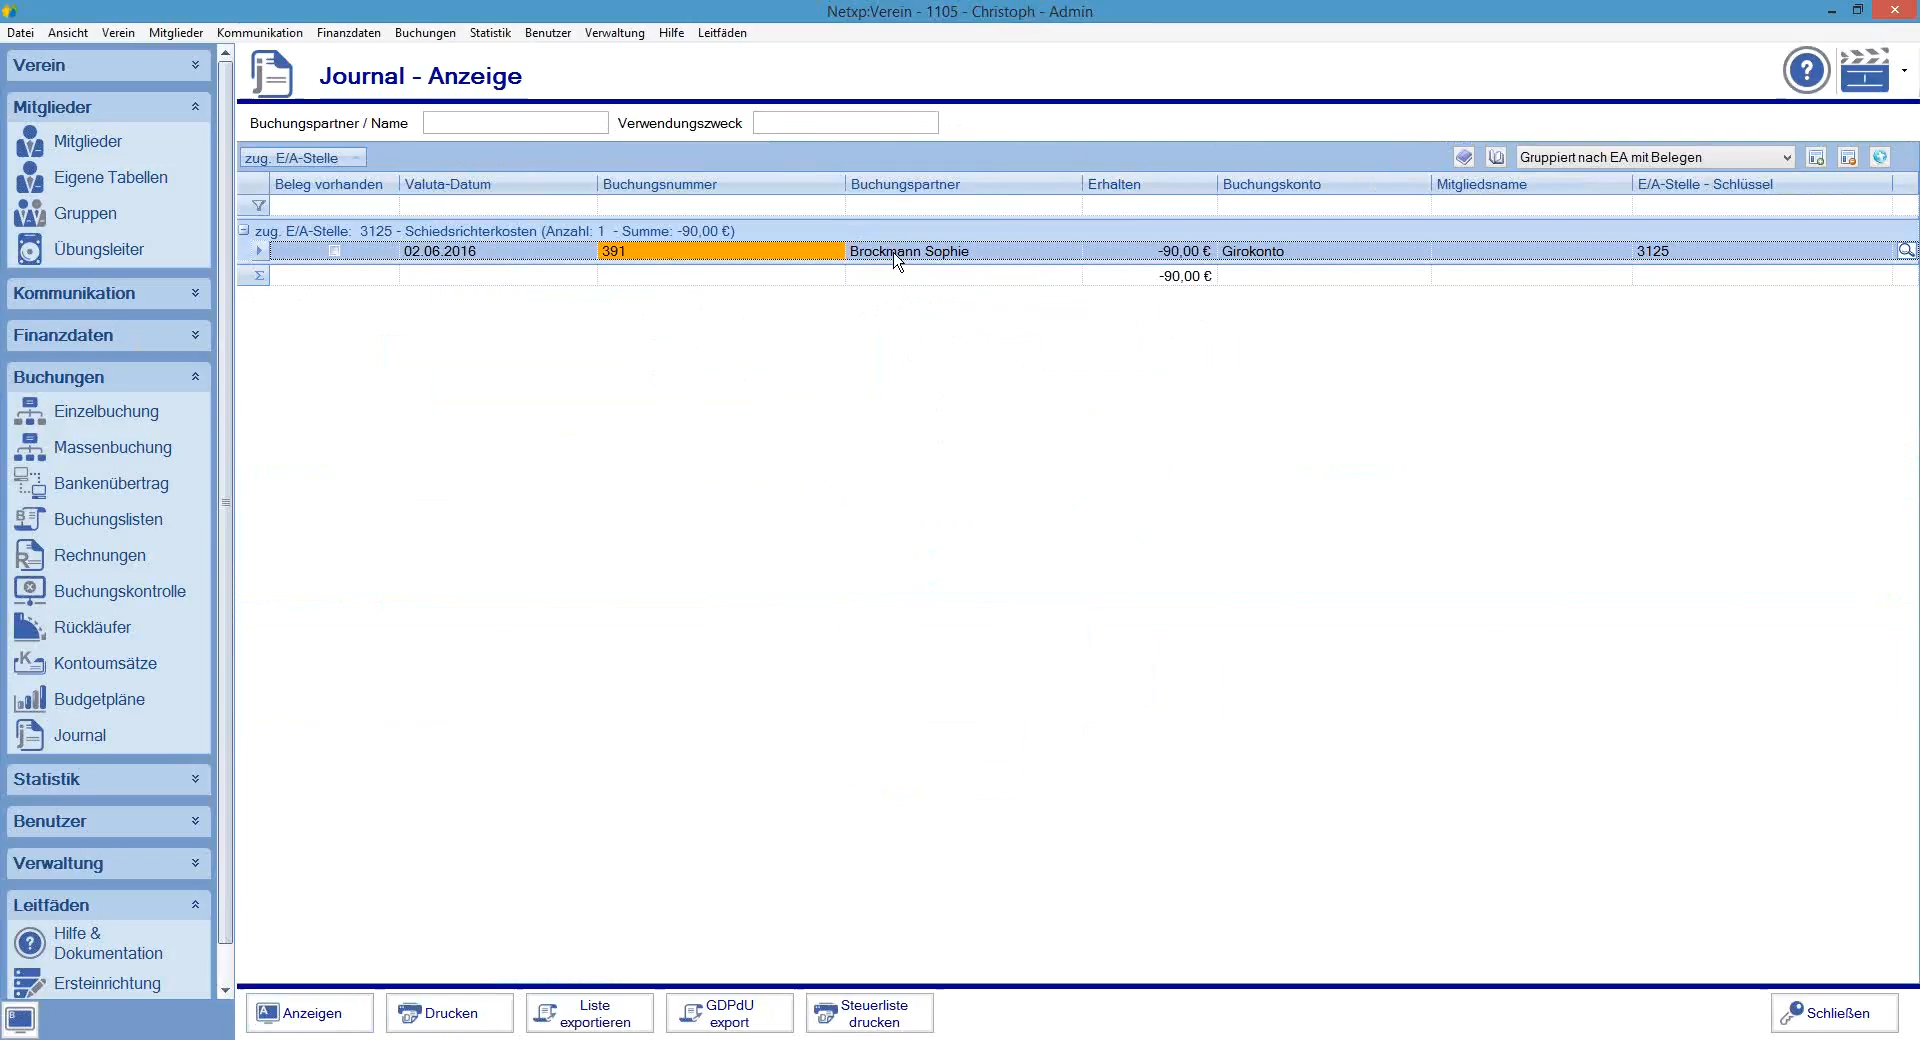 Netxp:Verein - 1105 - Christoph - Admin
Datei Ansicht Verein Mitglieder Kommunikation Finanzdaten Buchungen Statistik Benutzer Verwaltung Hilfe Leitfäden
Verein
Mitglieder
Mitglieder
Eigene Tabellen
Gruppen
Übungsleiter
Kommunikation
Finanzdaten
Buchungen
Einzelbuchung
Massenbuchung
Bankenübertrag
Buchungslisten
Rechnungen
Buchungskontrolle
Rückläufer
Kontoumsätze
Budgetpläne
Journal
Statistik
Benutzer
Verwaltung
Leitfäden
Hilfe &
Dokumentation
Ersteinrichtung
Journal - Anzeige
Buchungspartner / Name Verwendungszweck
zug. E/A-Stelle Gruppiert nach EA mit Belegen
Beleg vorhanden Valuta-Datum Buchungsnummer Buchungspartner Erhalten Buchungskonto Mitgliedsname E/A-Stelle - Schlüssel
zug. E/A-Stelle: 3125 - Schiedsrichterkosten (Anzahl: 1 - Summe: -90,00 €)
02.06.2016 391 Brockmann Sophie -90,00 € Girokonto 3125
Σ -90,00 €
Anzeigen
Drucken
Liste
exportieren
GDPdU
export
Steuerliste
drucken
Schließen